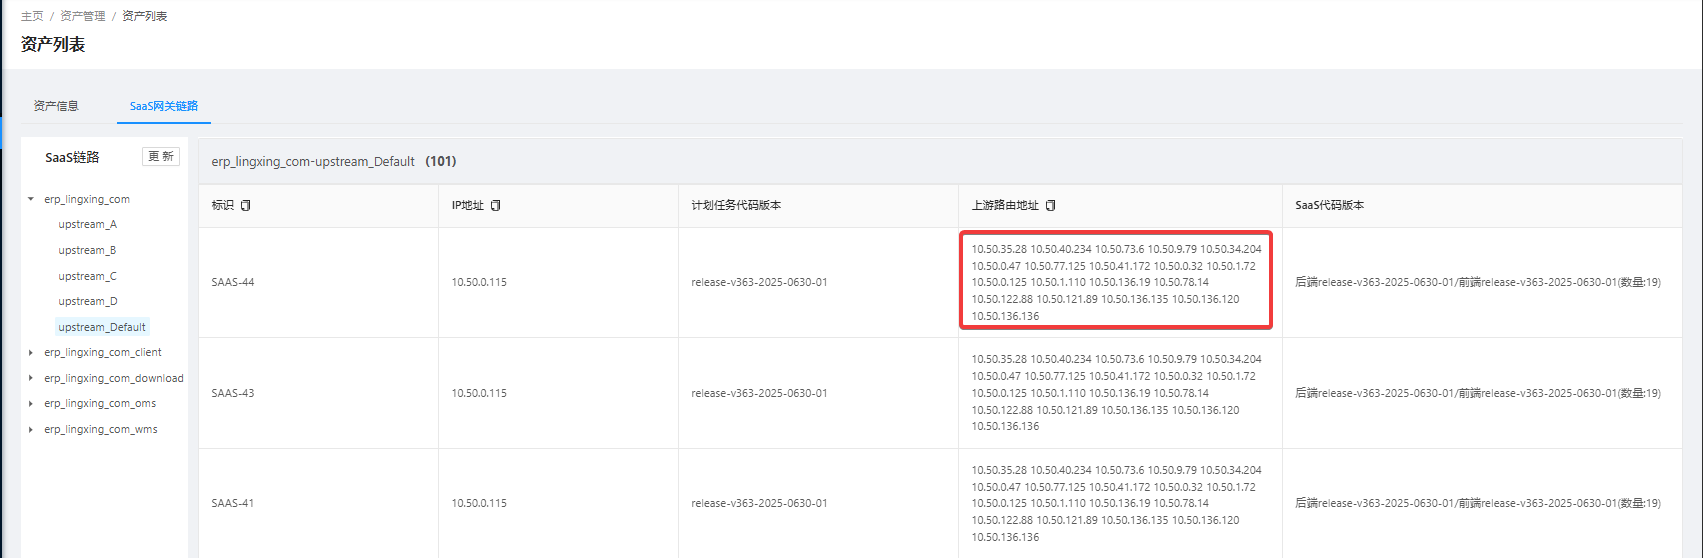 主页 / 资产管理 / 资产列表
资产列表
资产信息
SaaS网关链路
SaaS链路
更 新
erp_lingxing_com
upstream_A
upstream_B
upstream_C
upstream_D
upstream_Default
erp_lingxing_com_client
erp_lingxing_com_download
erp_lingxing_com_oms
erp_lingxing_com_wms
erp_lingxing_com-upstream_Default (101)
标识 IP地址 计划任务代码版本 上游路由地址 SaaS代码版本
SAAS-44
10.50.0.115
release-v363-2025-0630-01
10.50.35.28 10.50.40.234 10.50.73.6 10.50.9.79 10.50.34.204
10.50.0.47 10.50.77.125 10.50.41.172 10.50.0.32 10.50.1.72
10.50.0.125 10.50.1.110 10.50.136.19 10.50.78.14
10.50.122.88 10.50.121.89 10.50.136.135 10.50.136.120
10.50.136.136
后端release-v363-2025-0630-01/前端release-v363-2025-0630-01(数量:19)
SAAS-43
10.50.0.115
release-v363-2025-0630-01
10.50.35.28 10.50.40.234 10.50.73.6 10.50.9.79 10.50.34.204
10.50.0.47 10.50.77.125 10.50.41.172 10.50.0.32 10.50.1.72
10.50.0.125 10.50.1.110 10.50.136.19 10.50.78.14
10.50.122.88 10.50.121.89 10.50.136.135 10.50.136.120
10.50.136.136
后端release-v363-2025-0630-01/前端release-v363-2025-0630-01(数量:19)
SAAS-41
10.50.0.115
release-v363-2025-0630-01
10.50.35.28 10.50.40.234 10.50.73.6 10.50.9.79 10.50.34.204
10.50.0.47 10.50.77.125 10.50.41.172 10.50.0.32 10.50.1.72
10.50.0.125 10.50.1.110 10.50.136.19 10.50.78.14
10.50.122.88 10.50.121.89 10.50.136.135 10.50.136.120
10.50.136.136
后端release-v363-2025-0630-01/前端release-v363-2025-0630-01(数量:19)